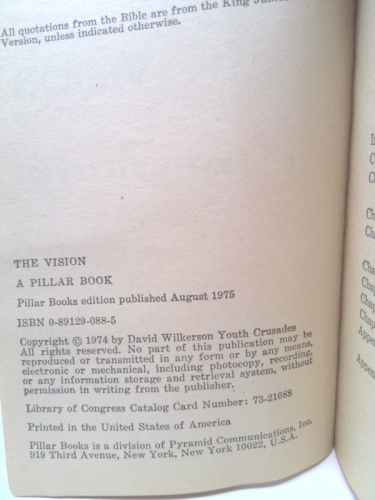 All quotations from the Bible are from the King
Version, unless indicated otherwise.
THE VISION
A PILLAR BOOK
Pillar Books edition published August 1975
ISBN 0-89129-088-5
Copyright © 1974 by David Wilkerson Youth Crusades
All rights reserved. No part of this publication may be
reproduced or transmitted in any form or by any means,
electronic or mechanical, including photocopy, recording,
or any information storage and retrieval system, without
permission in writing from the publisher.
Library of Congress Catalog Card Number: 73-21088
Printed in the United States of America
Pillar Books is a division of Pyramid Communications, Inc.
919 Third Avenue, New York, New York 10022, U.S.A.